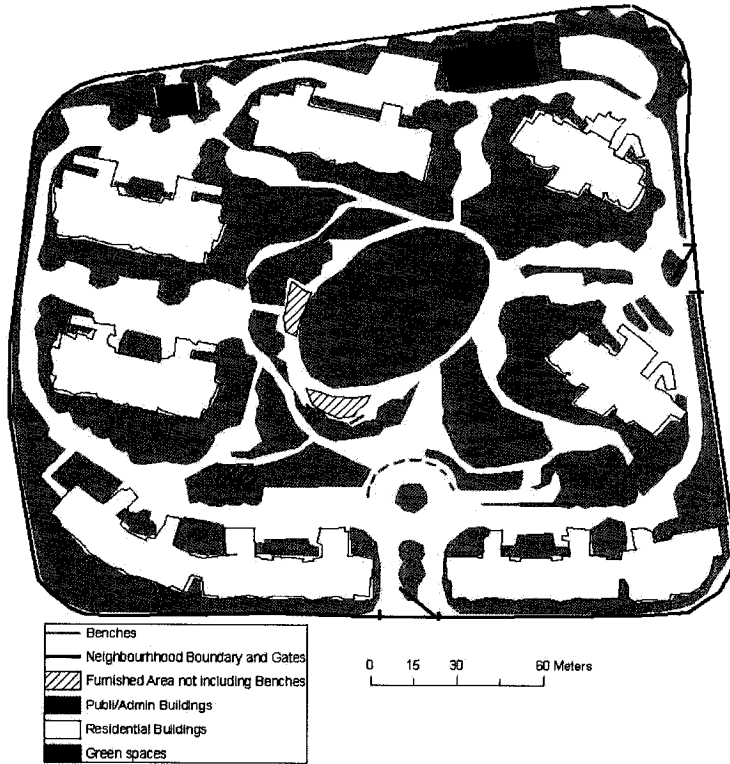 Benches
Neighbourhood Boundary and Gates
Furnished Area not including Benches
Publi/Admin Buildings
Residential Buildings
Green spaces
0 15 30 60 Meters